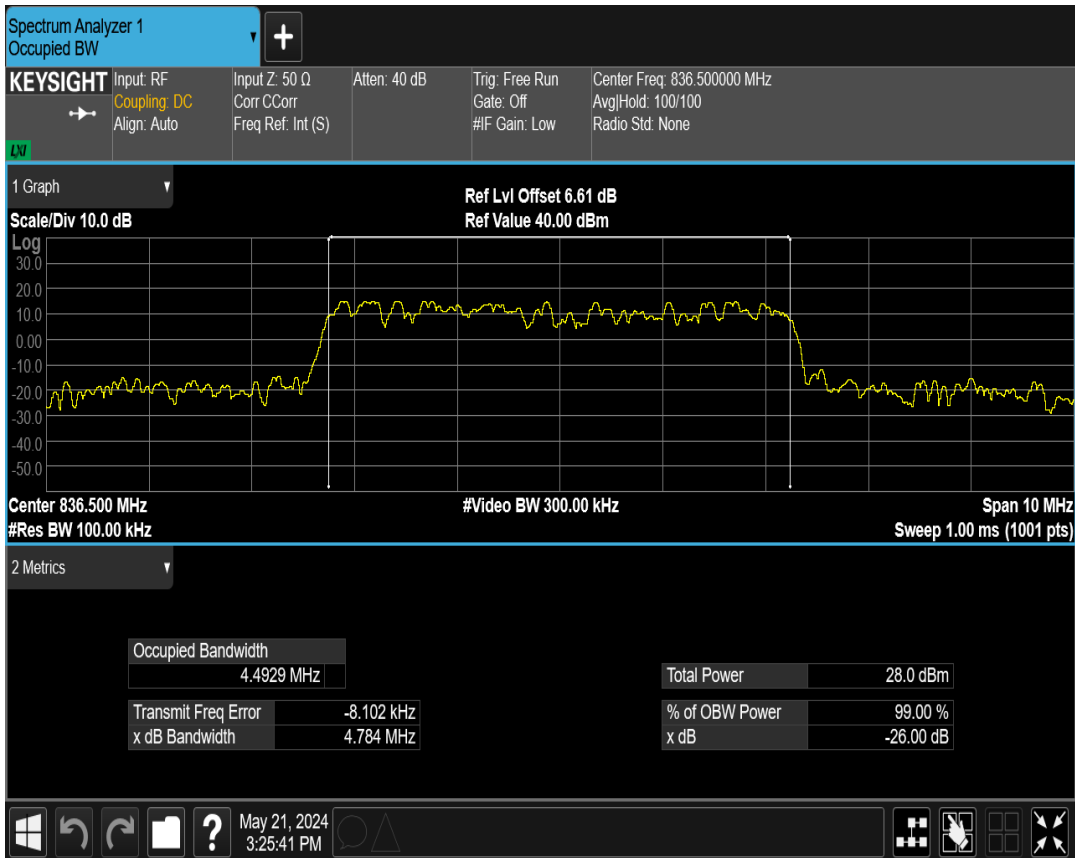 Spectrum Analyzer 1
Occupied BW
KEYSIGHT
LXI
Input: RF
Coupling: DC
Align: Auto
Input Z: 50 Ω
Corr CCorr
Freq Ref: Int (S)
Atten: 40 dB
Trig: Free Run
Gate: Off
#IF Gain: Low
Center Freq: 836.500000 MHz
Avg|Hold: 100/100
Radio Std: None
1 Graph
Scale/Div 10.0 dB
Ref Lvl Offset 6.61 dB
Ref Value 40.00 dBm
Log
30.0
20.0
10.0
0.00
-10.0
-20.0
-30.0
-40.0
-50.0
Center 836.500 MHz
#Video BW 300.00 kHz
Span 10 MHz
#Res BW 100.00 kHz
Sweep 1.00 ms (1001 pts)
2 Metrics
Occupied Bandwidth
4.4929 MHz
Total Power 28.0 dBm
Transmit Freq Error -8.102 kHz
% of OBW Power 99.00 %
x dB Bandwidth 4.784 MHz
x dB -26.00 dB
?
May 21, 2024
3:25:41 PM